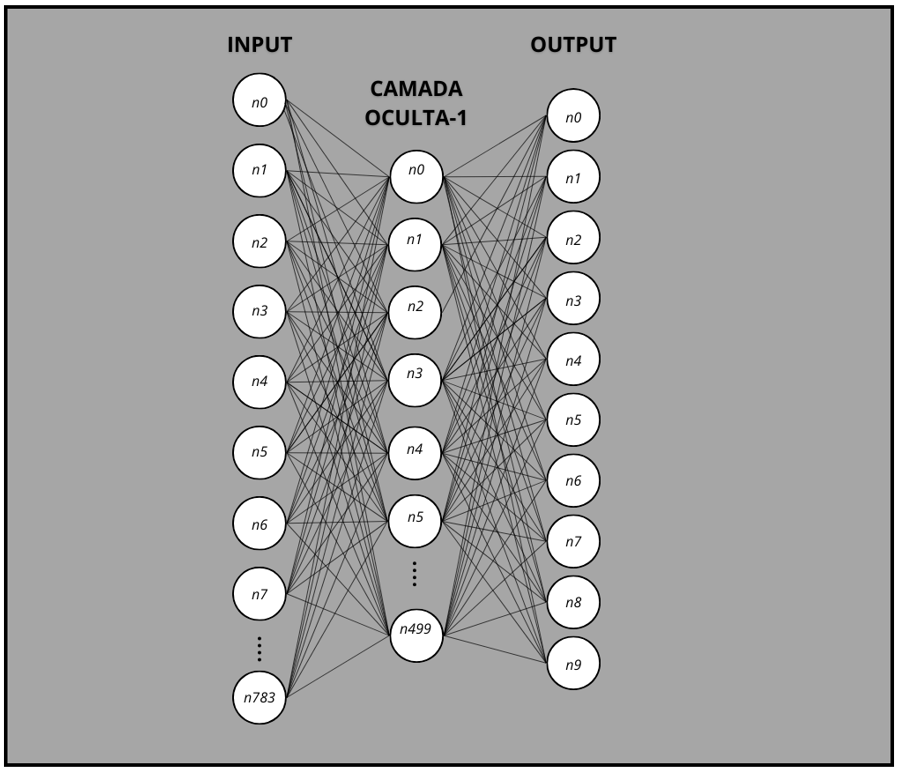 INPUT
n0
n1
n2
n3
n4
n5
n6
n7
n783
CAMADA
OCULTA-1
n0
n1
n2
n3
n4
n5
n499
OUTPUT
n0
n1
n2
n3
n4
n5
n6
n7
n8
n9